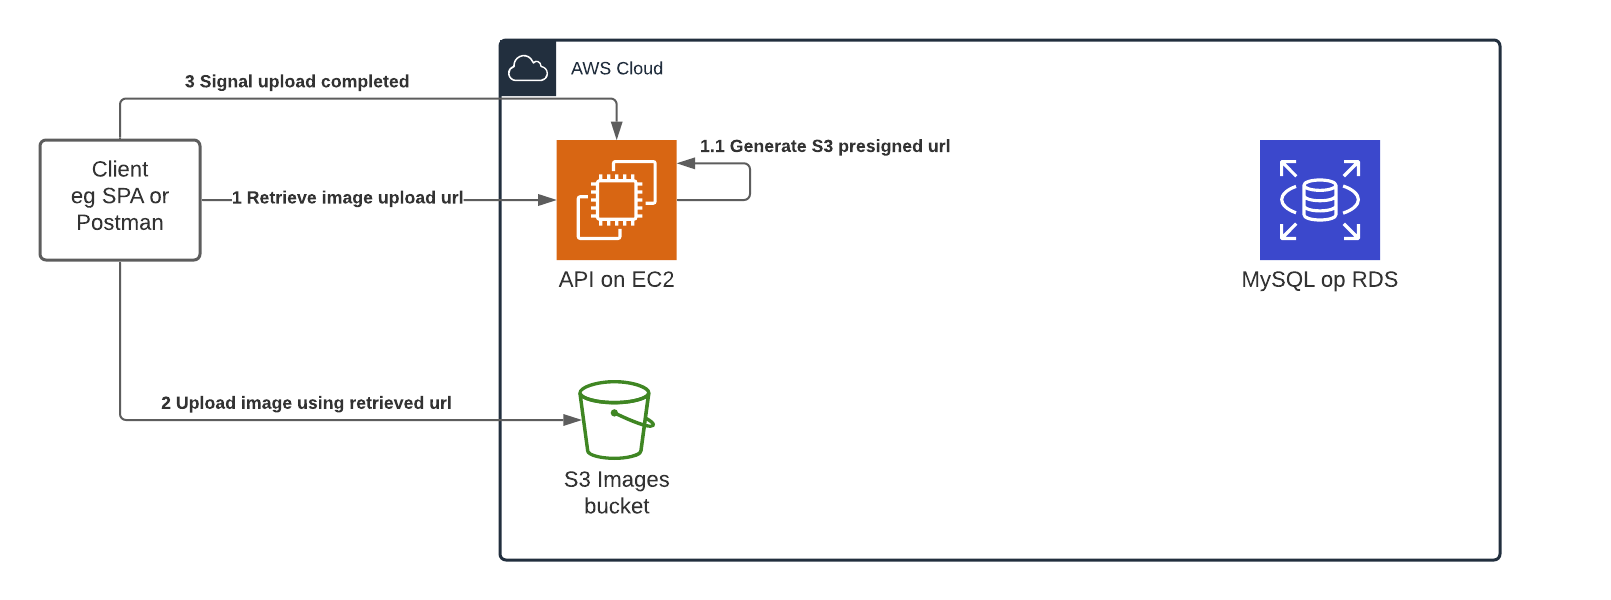 AWS Cloud
3 Signal upload completed
1.1 Generate S3 presigned url
Client
eg SPA or
Postman
1 Retrieve image upload url
API on EC2
MySQL op RDS
2 Upload image using retrieved url
S3 Images
bucket